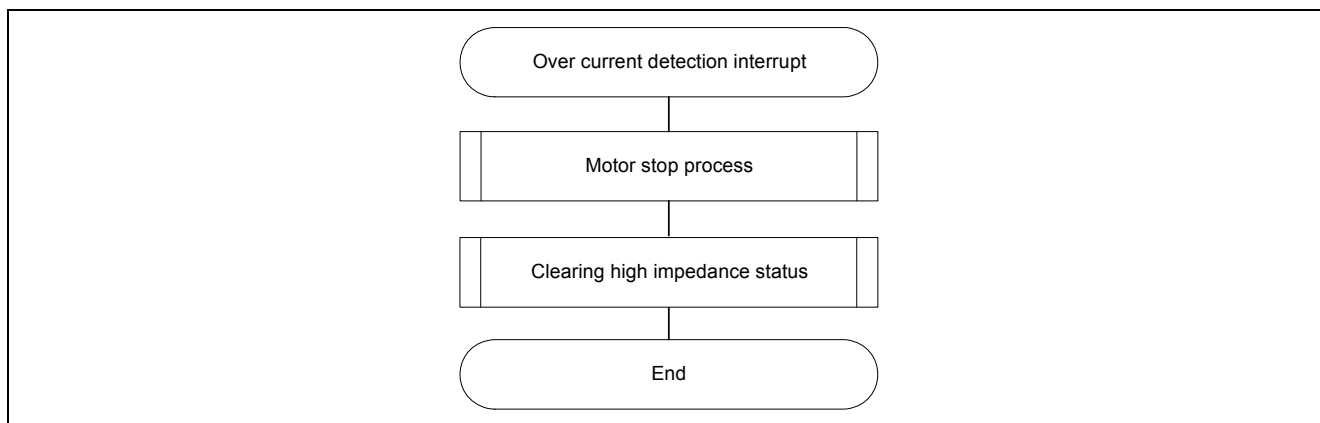 Over current detection interrupt
Motor stop process
Clearing high impedance status
End